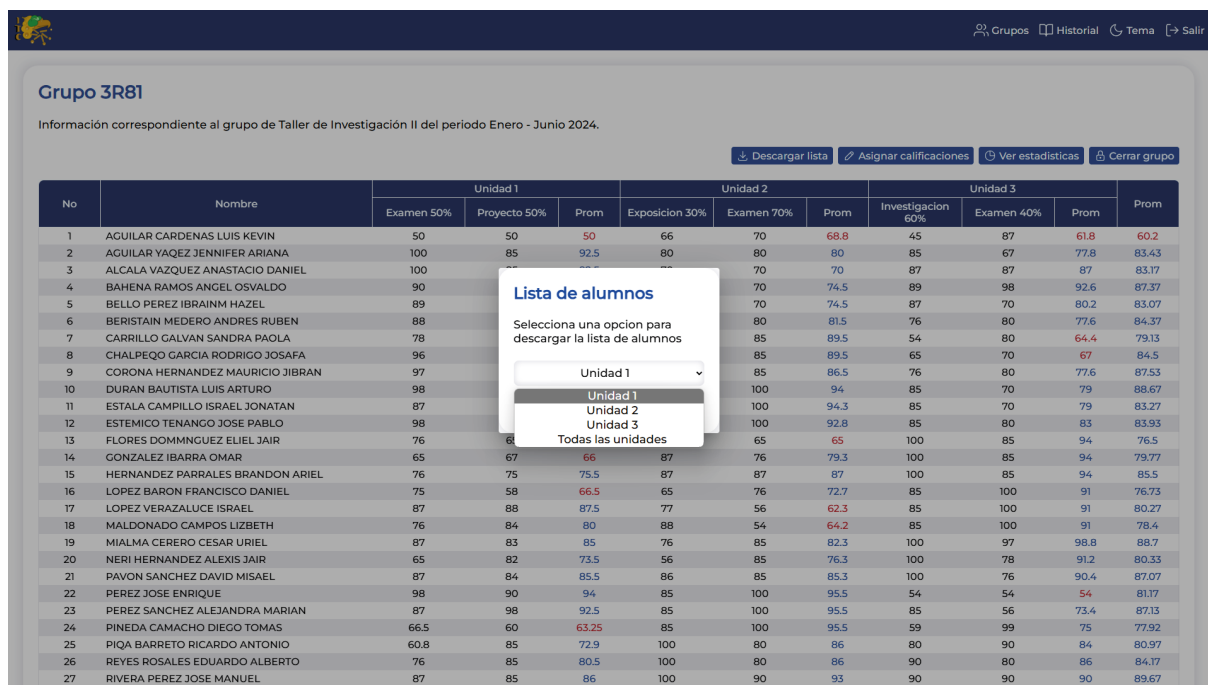 ITC
Grupos Historial Tema Salir
Grupo 3R81
Información correspondiente al grupo de Taller de Investigación II del periodo Enero - Junio 2024.
Descargar lista Asignar calificaciones Ver estadisticas Cerrar grupo
No Nombre Unidad 1 Unidad 2 Unidad 3 Prom
Examen 50% Proyecto 50% Prom Exposicion 30% Examen 70% Prom Investigacion 60% Examen 40% Prom
1 AGUILAR CARDENAS LUIS KEVIN 50 50 50 66 70 68.8 45 87 61.8 60.2
2 AGUILAR YAQEZ JENNIFER ARIANA 100 85 92.5 80 80 80 85 67 77.8 83.43
3 ALCALA VAZQUEZ ANASTACIO DANIEL 100 70 70 87 87 87 83.17
4 BAHENA RAMOS ANGEL OSVALDO 90 70 74.5 89 98 92.6 87.37
5 BELLO PEREZ IBRAINM HAZEL 89 70 74.5 87 70 80.2 83.07
6 BERISTAIN MEDERO ANDRES RUBEN 88 80 81.5 76 80 77.6 84.37
7 CARRILLO GALVAN SANDRA PAOLA 78 85 89.5 54 80 64.4 79.13
8 CHALPEQO GARCIA RODRIGO JOSAFA 96 85 89.5 65 70 67 84.5
9 CORONA HERNANDEZ MAURICIO JIBRAN 97 85 86.5 76 80 77.6 87.53
10 DURAN BAUTISTA LUIS ARTURO 98 100 94 85 70 79 88.67
11 ESTALA CAMPILLO ISRAEL JONATAN 87 100 94.3 85 70 79 83.27
12 ESTEMICO TENANGO JOSE PABLO 98 100 92.8 85 80 83 83.93
13 FLORES DOMMNGUEZ ELIEL JAIR 76 65 65 100 85 94 76.5
14 GONZALEZ IBARRA OMAR 65 67 66 87 76 79.3 100 85 94 79.77
15 HERNANDEZ PARRALES BRANDON ARIEL 76 75 75.5 87 87 87 100 85 94 85.5
16 LOPEZ BARON FRANCISCO DANIEL 75 58 66.5 65 76 72.7 85 100 91 76.73
17 LOPEZ VERAZALUCE ISRAEL 87 88 87.5 77 56 62.3 85 100 91 80.27
18 MALDONADO CAMPOS LIZBETH 76 84 80 88 54 64.2 85 100 91 78.4
19 MIALMA CERERO CESAR URIEL 87 83 85 76 85 82.3 100 97 98.8 88.7
20 NERI HERNANDEZ ALEXIS JAIR 65 82 73.5 56 85 76.3 100 78 91.2 80.33
21 PAVON SANCHEZ DAVID MISAEL 87 84 85.5 86 85 85.3 100 76 90.4 87.07
22 PEREZ JOSE ENRIQUE 98 90 94 85 100 95.5 54 54 54 81.17
23 PEREZ SANCHEZ ALEJANDRA MARIAN 87 98 92.5 85 100 95.5 85 56 73.4 87.13
24 PINEDA CAMACHO DIEGO TOMAS 66.5 60 63.25 85 100 95.5 59 99 75 77.92
25 PIQA BARRETO RICARDO ANTONIO 60.8 85 72.9 100 80 86 80 90 84 80.97
26 REYES ROSALES EDUARDO ALBERTO 76 85 80.5 100 80 86 90 80 86 84.17
27 RIVERA PEREZ JOSE MANUEL 87 85 86 100 90 93 90 90 90 89.67
Lista de alumnos
Selecciona una opcion para
descargar la lista de alumnos
Unidad 1
Unidad 1
Unidad 2
Unidad 3
Todas las unidades